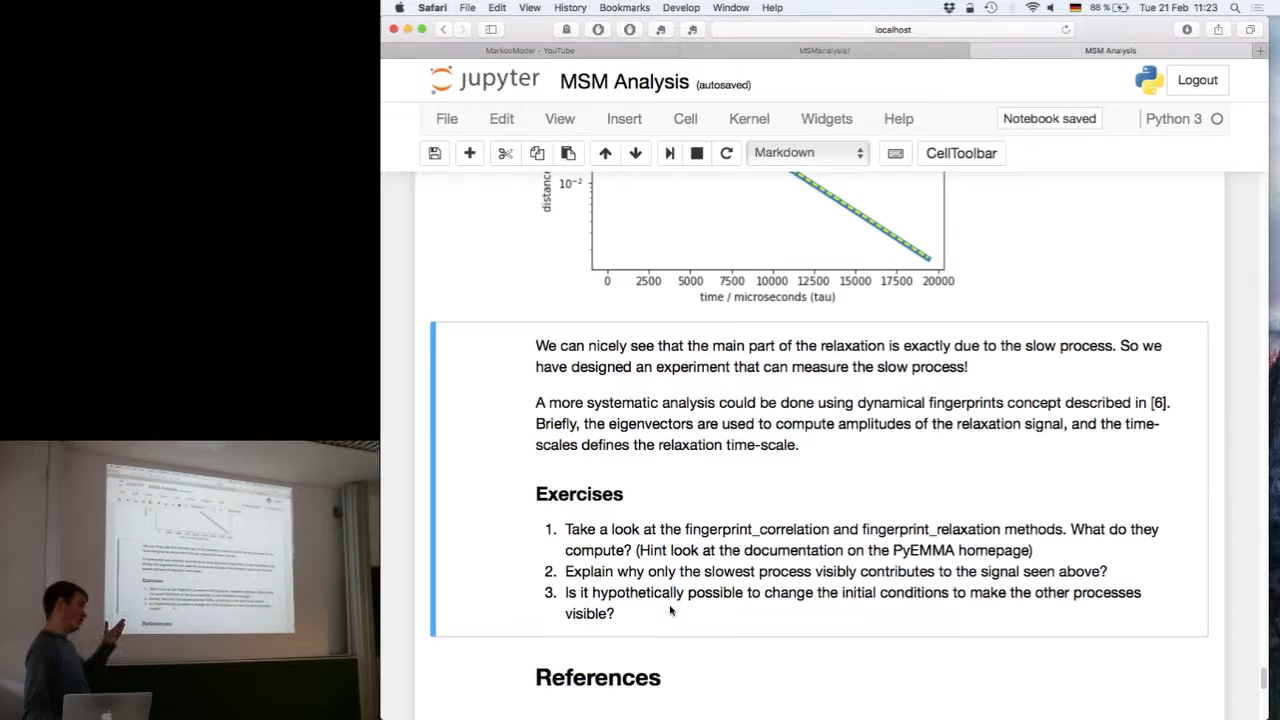 Safari File Edit View History Bookmarks Develop Window Help 88 % Tue 21 Feb 11:23
localhost
MarkovModel - YouTube MSManalysis/ MSM Analysis
jupyter MSM Analysis (autosaved) Logout
File Edit View Insert Cell Kernel Widgets Help Notebook saved Python 3
Markdown CellToolbar
distance
10-2
0 2500 5000 7500 10000 12500 15000 17500 20000
time / microseconds (tau)
We can nicely see that the main part of the relaxation is exactly due to the slow process. So we
have designed an experiment that can measure the slow process!
A more systematic analysis could be done using dynamical fingerprints concept described in [6].
Briefly, the eigenvectors are used to compute amplitudes of the relaxation signal, and the time-
scales defines the relaxation time-scale.
Exercises
1. Take a look at the fingerprint_correlation and fingerprint_relaxation methods. What do they
compute? (Hint look at the documentation on the PyEMMA homepage)
2. Explain why only the slowest process visibly contributes to the signal seen above?
3. Is it hypothetically possible to change the initial conditions to make the other processes
visible?
References
MSM Analysis
Exercises
References